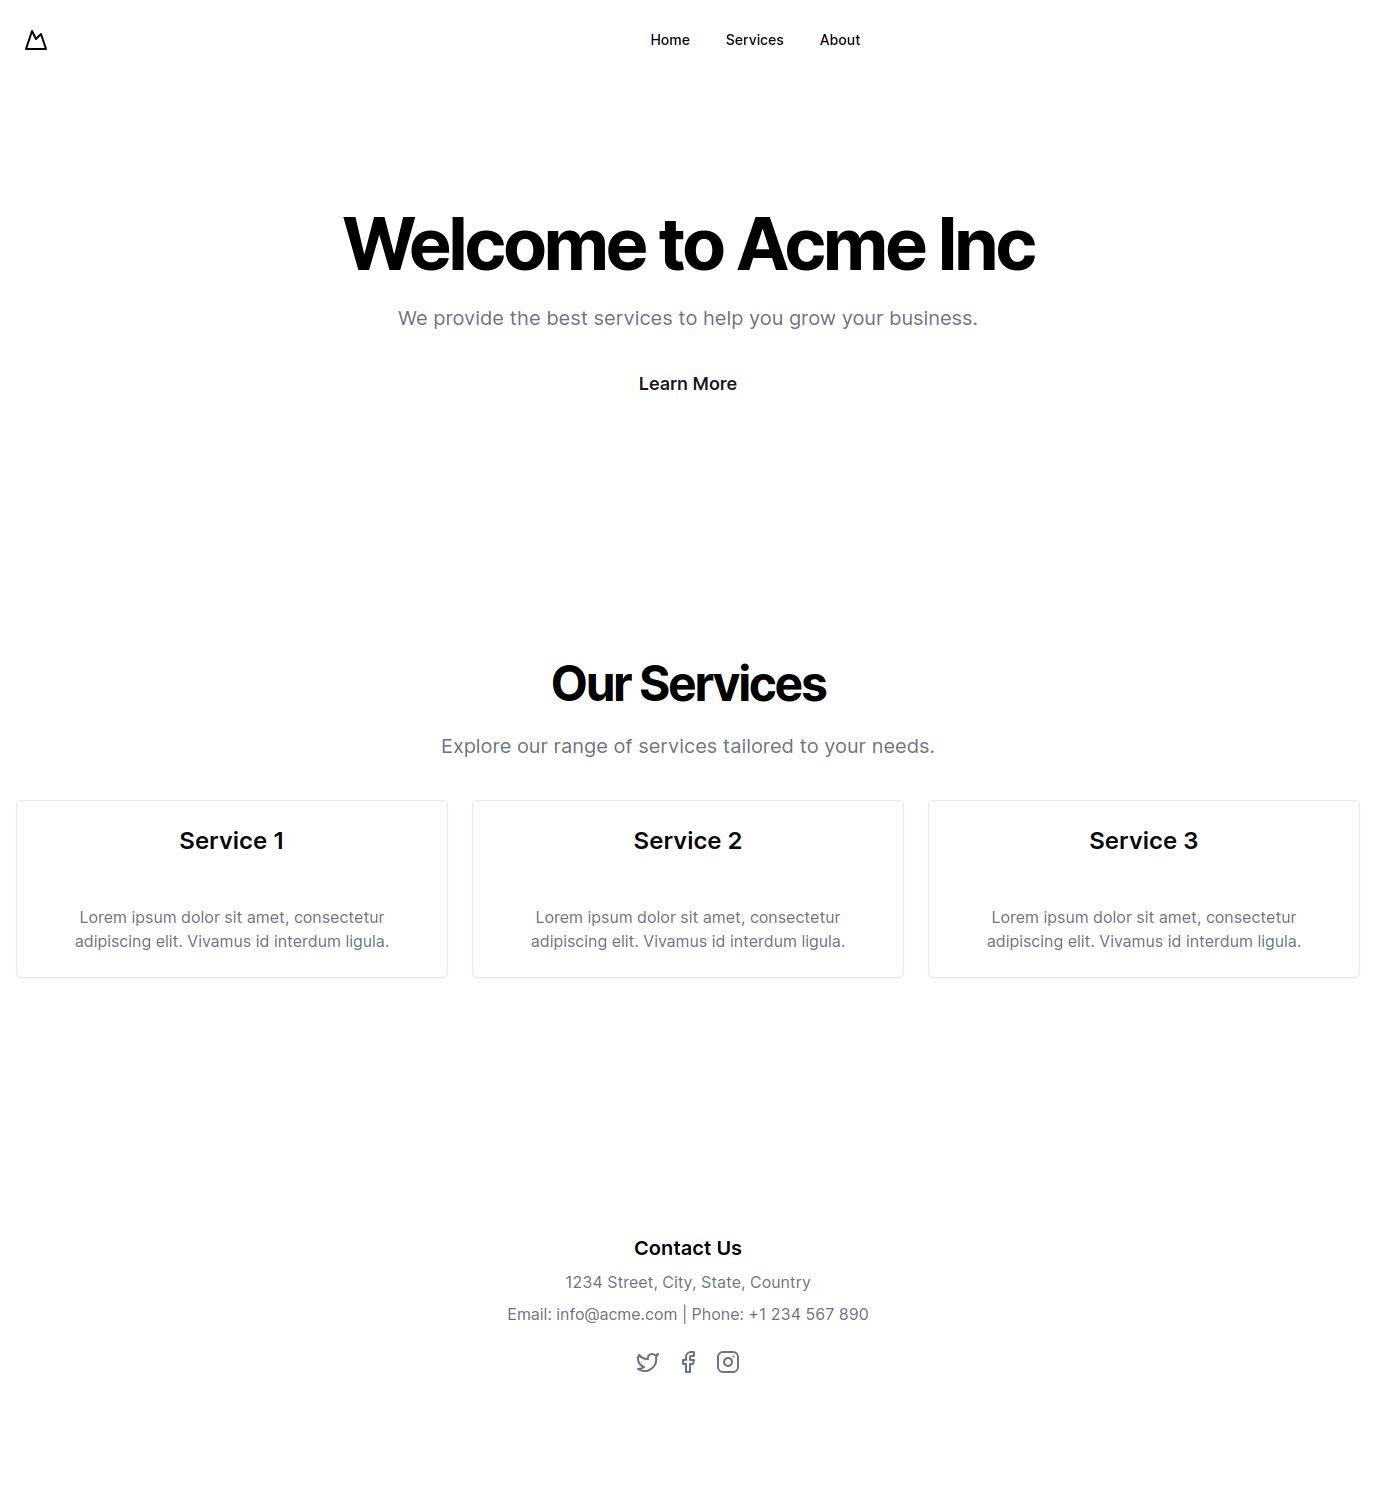 Home Services About
Welcome to Acme Inc
We provide the best services to help you grow your business.
Learn More
Our Services
Explore our range of services tailored to your needs.
Service 1
Lorem ipsum dolor sit amet, consectetur
adipiscing elit. Vivamus id interdum ligula.
Service 2
Lorem ipsum dolor sit amet, consectetur
adipiscing elit. Vivamus id interdum ligula.
Service 3
Lorem ipsum dolor sit amet, consectetur
adipiscing elit. Vivamus id interdum ligula.
Contact Us
1234 Street, City, State, Country
Email: info@acme.com | Phone: +1 234 567 890